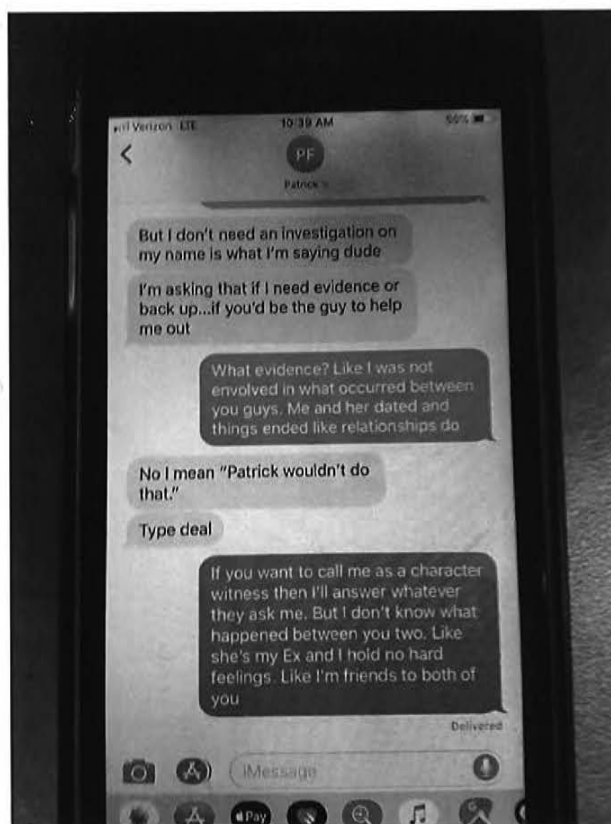 Verizon LTE
10:39 AM
50%
PF
Patrick
But I don't need an investigation on
my name is what I'm saying dude
I'm asking that if I need evidence or
back up...if you'd be the guy to help
me out
What evidence? Like I was not
envolved in what occurred between
you guys. Me and her dated and
things ended like relationships do
No I mean "Patrick wouldn't do
that."
Type deal
If you want to call me as a character
witness then I'll answer whatever
they ask me. But I don't know what
happened between you two. Like
she's my Ex and I hold no hard
feelings. Like I'm friends to both of
you
Delivered
iMessage
Pay